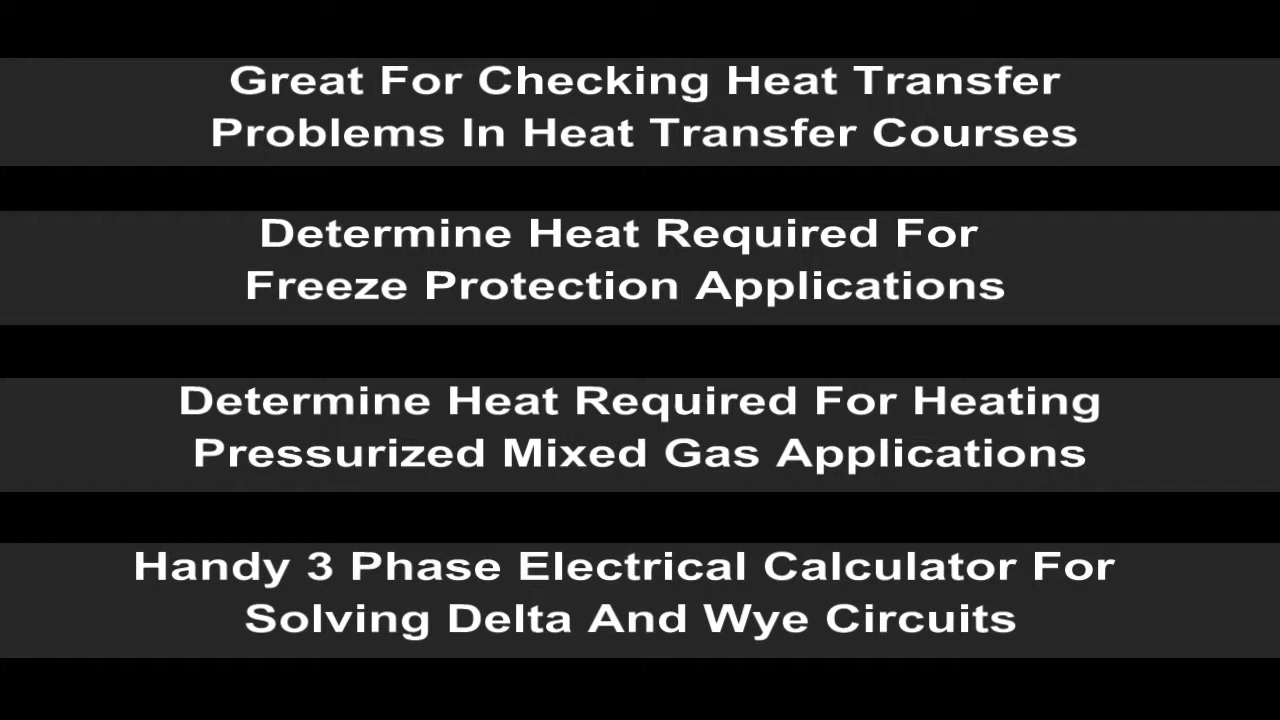 Great For Checking Heat Transfer
Problems In Heat Transfer Courses
Determine Heat Required For
Freeze Protection Applications
Determine Heat Required For Heating
Pressurized Mixed Gas Applications
Handy 3 Phase Electrical Calculator For
Solving Delta And Wye Circuits